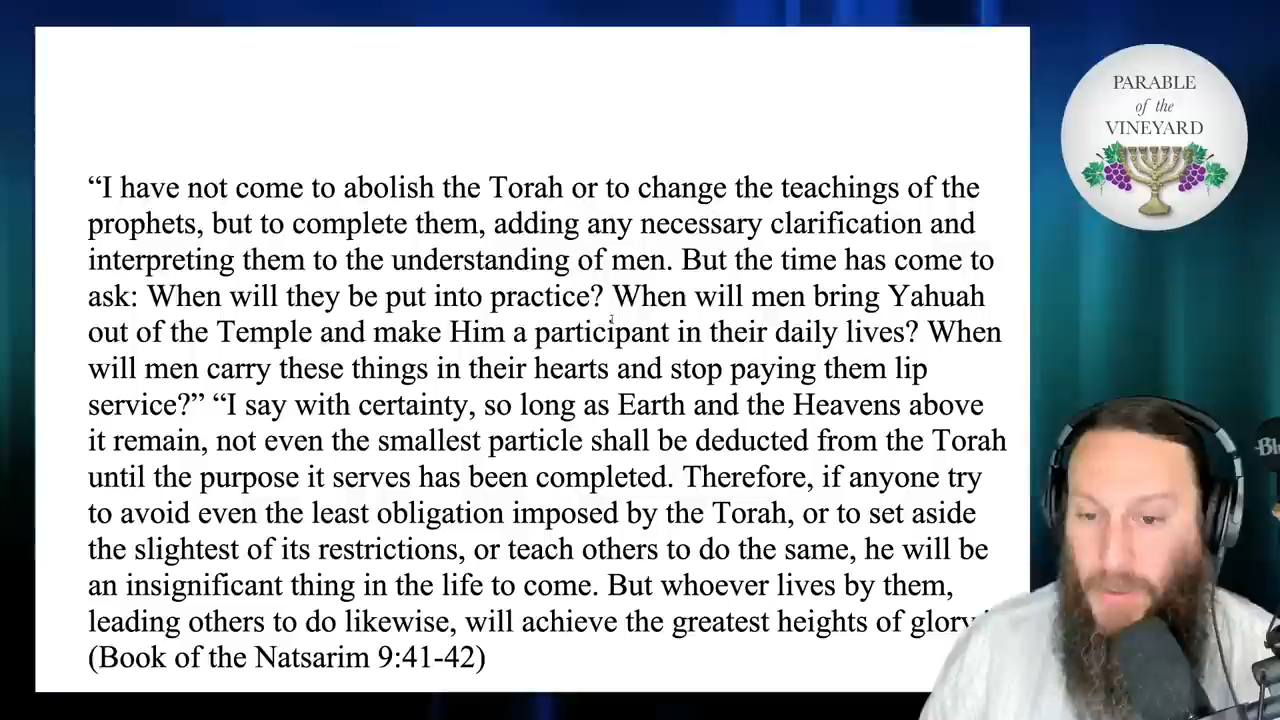 PARABLE
of the
VINEYARD
“I have not come to abolish the Torah or to change the teachings of the
prophets, but to complete them, adding any necessary clarification and
interpreting them to the understanding of men. But the time has come to
ask: When will they be put into practice? When will men bring Yahuah
out of the Temple and make Him a participant in their daily lives? When
will men carry these things in their hearts and stop paying them lip
service?” “I say with certainty, so long as Earth and the Heavens above
it remain, not even the smallest particle shall be deducted from the Torah
until the purpose it serves has been completed. Therefore, if anyone try
to avoid even the least obligation imposed by the Torah, or to set aside
the slightest of its restrictions, or teach others to do the same, he will be
an insignificant thing in the life to come. But whoever lives by them,
leading others to do likewise, will achieve the greatest heights of glory
(Book of the Natsarim 9:41-42)